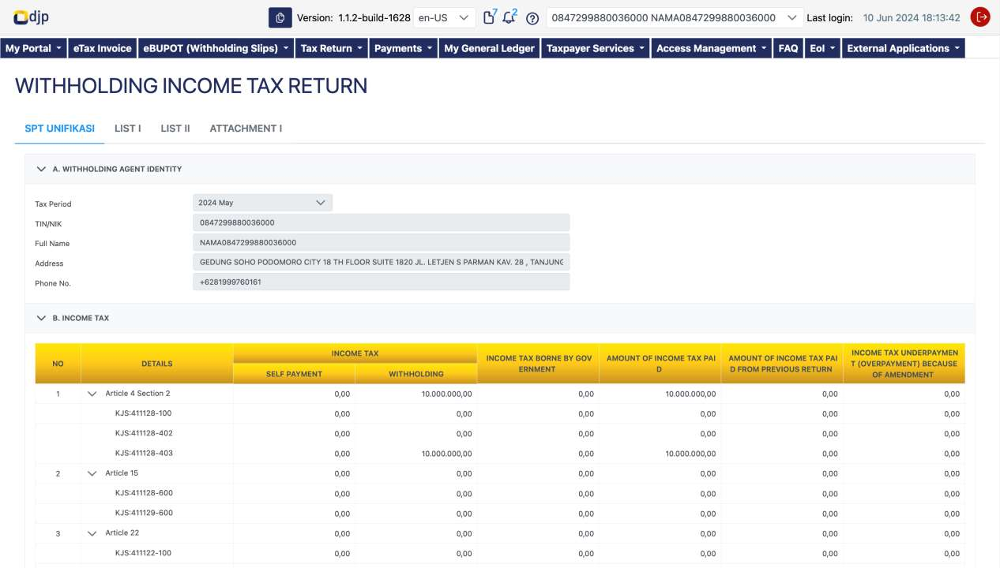 djp Version: 1.1.2-build-1628 en-US 7 2 0847299880036000 NAMA0847299880036000 Last login: 10 Jun 2024 18:13:42
My Portal eTax Invoice eBUPOT (Withholding Slips) Tax Return Payments My General Ledger Taxpayer Services Access Management FAQ EoI External Applications
WITHHOLDING INCOME TAX RETURN
SPT UNIFIKASI LIST I LIST II ATTACHMENT I
A. WITHHOLDING AGENT IDENTITY
Tax Period 2024 May
TIN/NIK 0847299880036000
Full Name NAMA0847299880036000
Address GEDUNG SOHO PODOMORO CITY 18 TH FLOOR SUITE 1820 JL. LETJEN S PARMAN KAV. 28 , TANJUNG
Phone No. +6281999760161
B. INCOME TAX
NO DETAILS INCOME TAX
SELF PAYMENT WITHHOLDING
INCOME TAX BORNE BY GOV
ERNMENT
AMOUNT OF INCOME TAX PAI
D
AMOUNT OF INCOME TAX PAI
D FROM PREVIOUS RETURN
INCOME TAX UNDERPAYMEN
T (OVERPAYMENT) BECAUSE
OF AMENDMENT
1 Article 4 Section 2 0,00 10.000.000,00 0,00 10.000.000,00 0,00 0,00
KJS:411128-100 0,00 0,00 0,00 0,00 0,00 0,00
KJS:411128-402 0,00 0,00 0,00 0,00 0,00 0,00
KJS:411128-403 0,00 10.000.000,00 0,00 10.000.000,00 0,00 0,00
2 Article 15 0,00 0,00 0,00 0,00 0,00 0,00
KJS:411128-600 0,00 0,00 0,00 0,00 0,00 0,00
KJS:411129-600 0,00 0,00 0,00 0,00 0,00 0,00
3 Article 22 0,00 0,00 0,00 0,00 0,00 0,00
KJS:411122-100 0,00 0,00 0,00 0,00 0,00 0,00